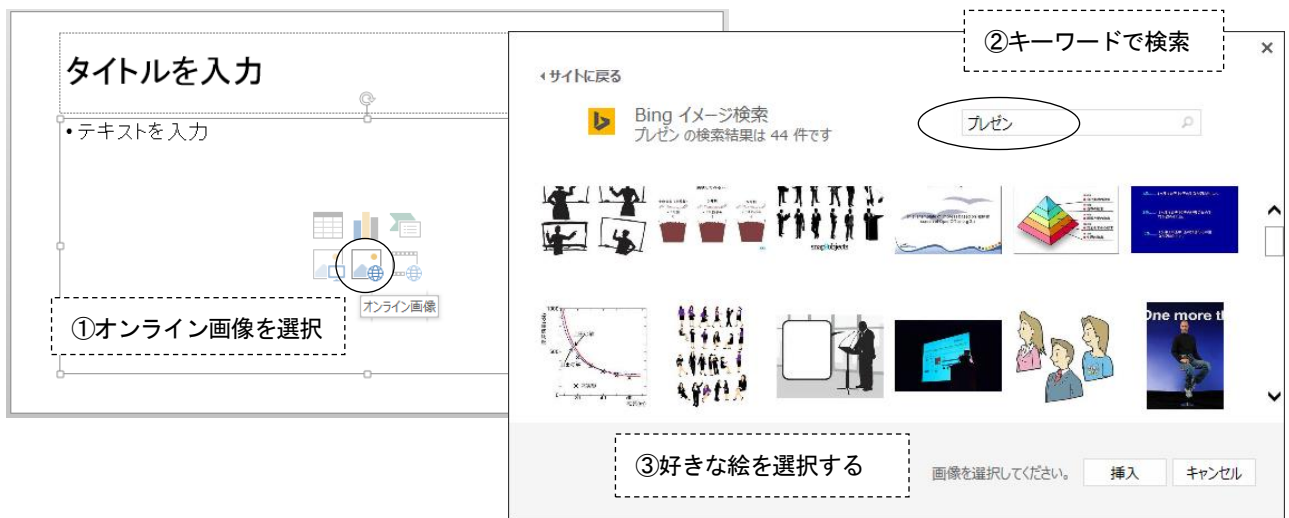 タイトルを入力
•テキストを入力
オンライン画像
①オンライン画像を選択
②キーワードで検索
×
サイトに戻る
Bing イメージ検索
プレゼン の検索結果は 44 件です
プレゼン
snap2objects
One more t
③好きな絵を選択する
画像を選択してください。
挿入
キャンセル